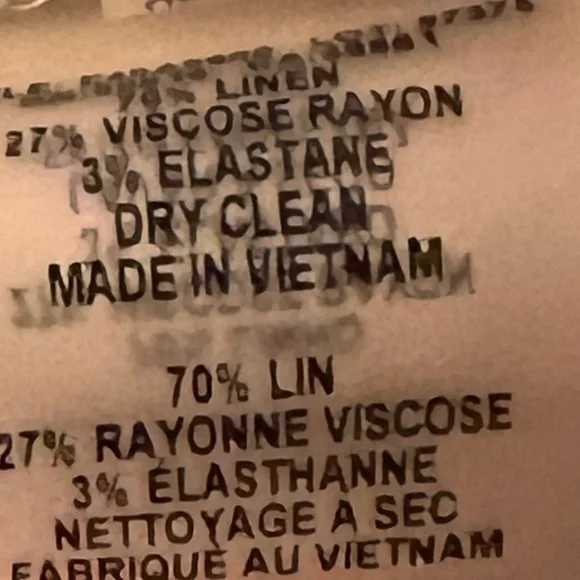 70% LINEN
27% VISCOSE RAYON
3% ELASTANE
DRY CLEAN
MADE IN VIETNAM
70% LIN
27% RAYONNE VISCOSE
3% ÉLASTHANNE
NETTOYAGE A SEC
FABRIQUÉ AU VIETNAM